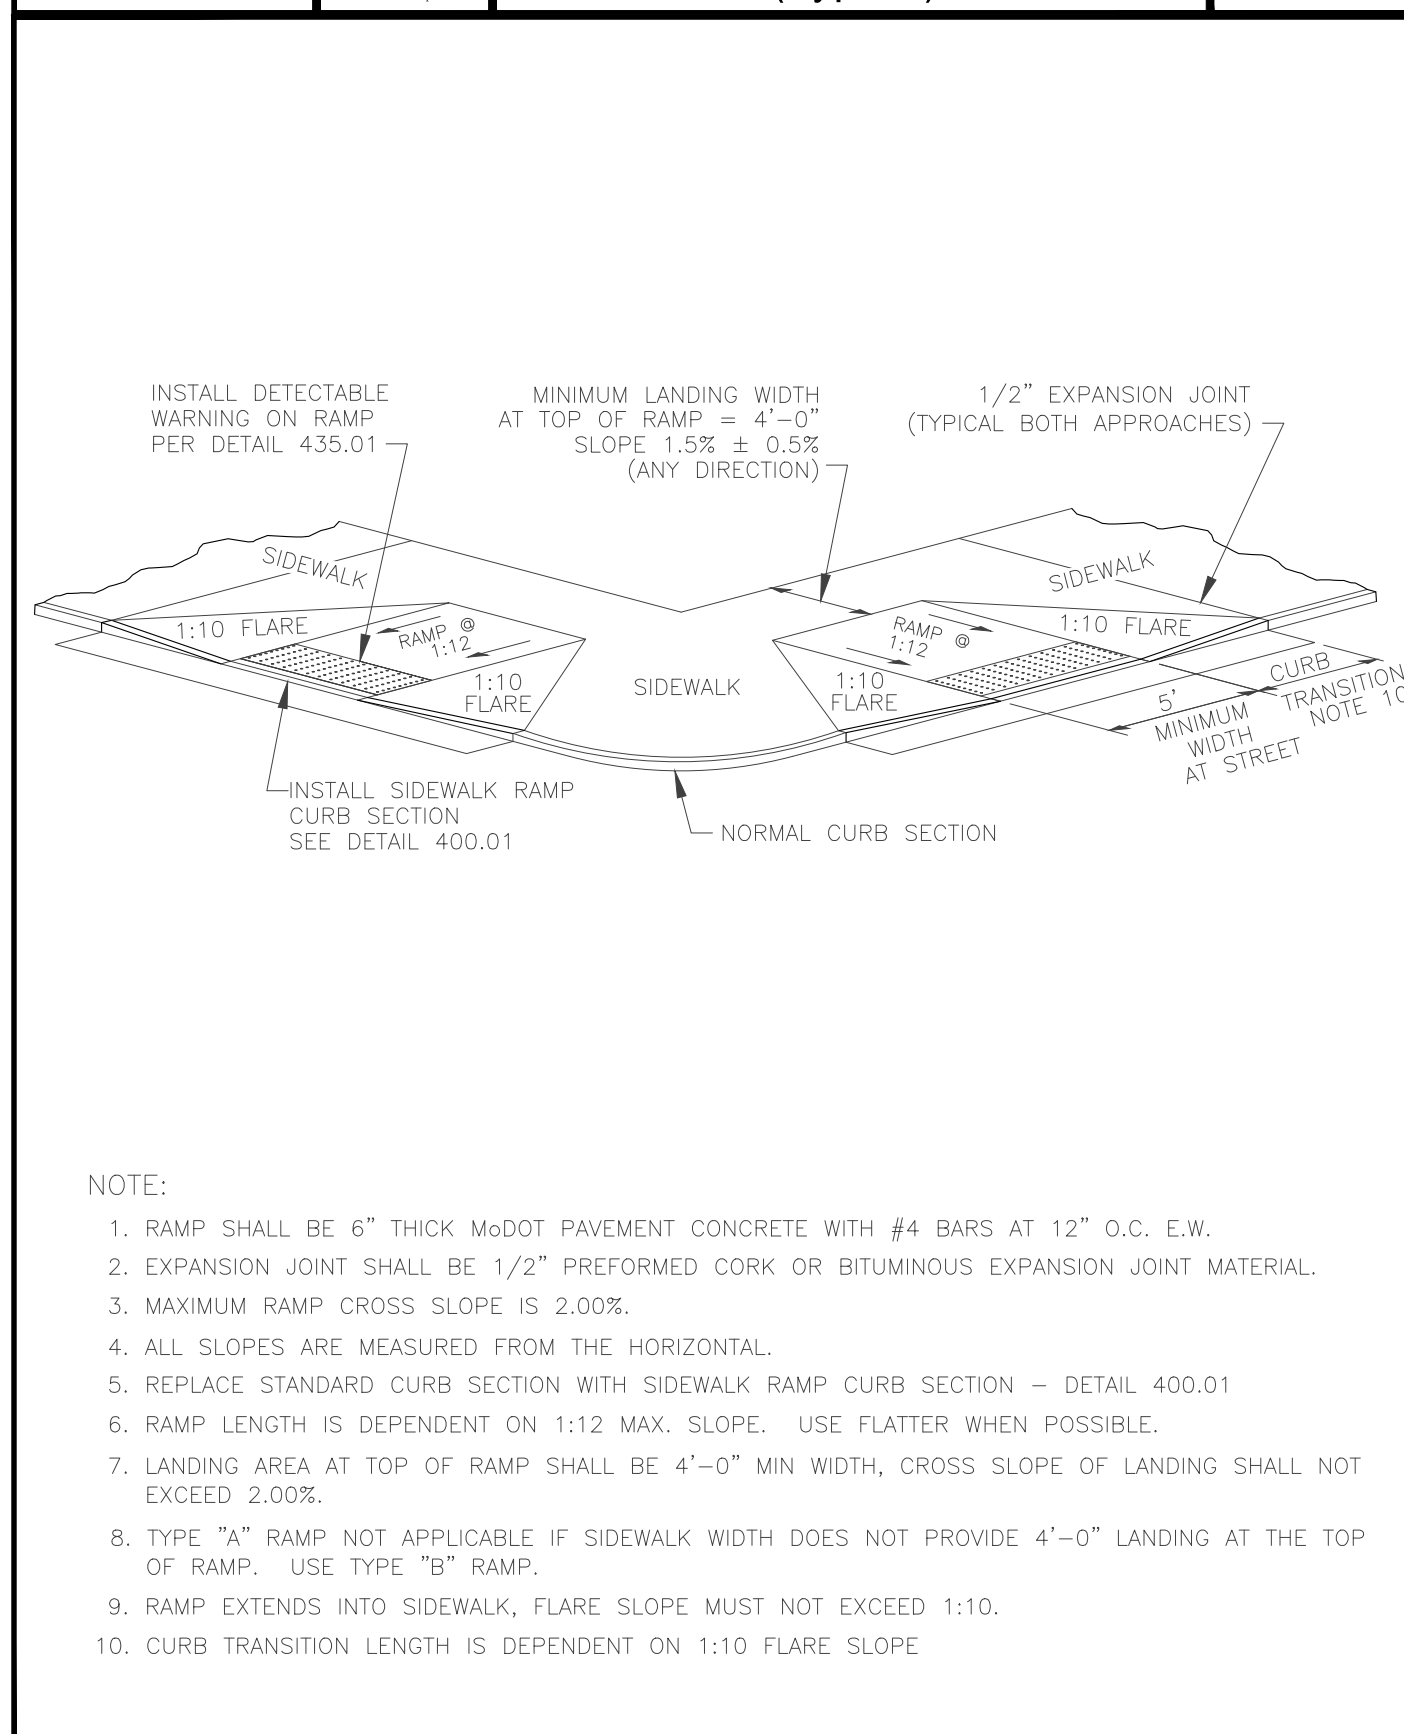 INSTALL DETECTABLE
WARNING ON RAMP
PER DETAIL 435.01
MINIMUM LANDING WIDTH
AT TOP OF RAMP = 4'-0"
SLOPE 1.5% ± 0.5%
(ANY DIRECTION)
1/2" EXPANSION JOINT
(TYPICAL BOTH APPROACHES)
SIDEWALK
SIDEWALK
1:10 FLARE
RAMP @
1:12
1:10
FLARE
SIDEWALK
RAMP @
1:12
1:10
FLARE
1:10 FLARE
5'
MINIMUM
WIDTH
AT STREET
CURB
TRANSITION
NOTE
INSTALL SIDEWALK RAMP
CURB SECTION
SEE DETAIL 400.01
NORMAL CURB SECTION
NOTE:
1. RAMP SHALL BE 6" THICK MoDOT PAVEMENT CONCRETE WITH #4 BARS AT 12" O.C. E.W.
2. EXPANSION JOINT SHALL BE 1/2" PREFORMED CORK OR BITUMINOUS EXPANSION JOINT MATERIAL.
3. MAXIMUM RAMP CROSS SLOPE IS 2.00%.
4. ALL SLOPES ARE MEASURED FROM THE HORIZONTAL.
5. REPLACE STANDARD CURB SECTION WITH SIDEWALK RAMP CURB SECTION - DETAIL 400.01
6. RAMP LENGTH IS DEPENDENT ON 1:12 MAX. SLOPE. USE FLATTER WHEN POSSIBLE.
7. LANDING AREA AT TOP OF RAMP SHALL BE 4'-0" MIN WIDTH, CROSS SLOPE OF LANDING SHALL NOT
EXCEED 2.00%.
8. TYPE "A" RAMP NOT APPLICABLE IF SIDEWALK WIDTH DOES NOT PROVIDE 4'-0" LANDING AT THE TOP
OF RAMP. USE TYPE "B" RAMP.
9. RAMP EXTENDS INTO SIDEWALK, FLARE SLOPE MUST NOT EXCEED 1:10.
10. CURB TRANSITION LENGTH IS DEPENDENT ON 1:10 FLARE SLOPE